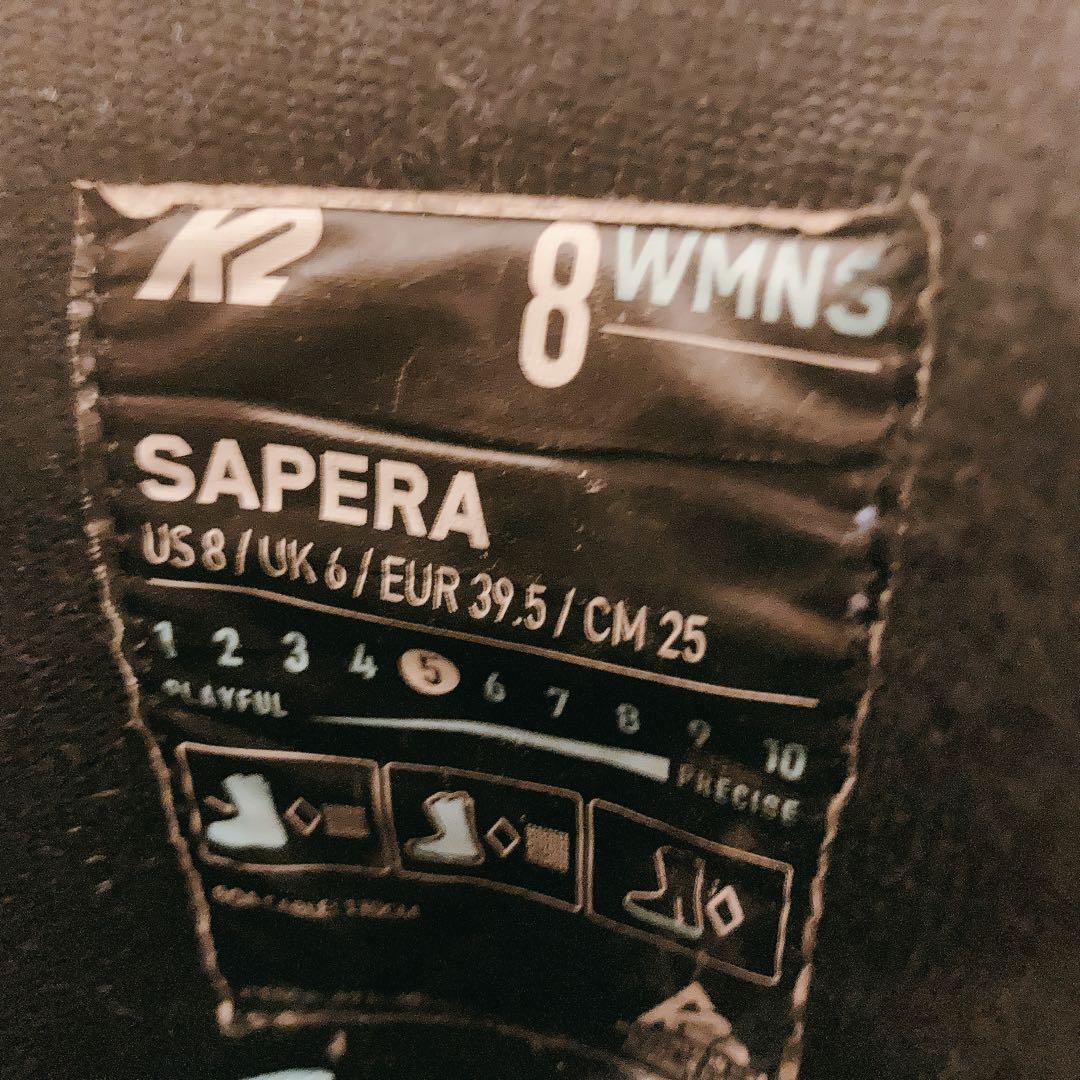 K2 8 WMNS
SAPERA
US 8 / UK 6 / EUR 39.5 / CM 25
1 2 3 4 5 6 7 8 9 10
PLAYFUL PRECISE